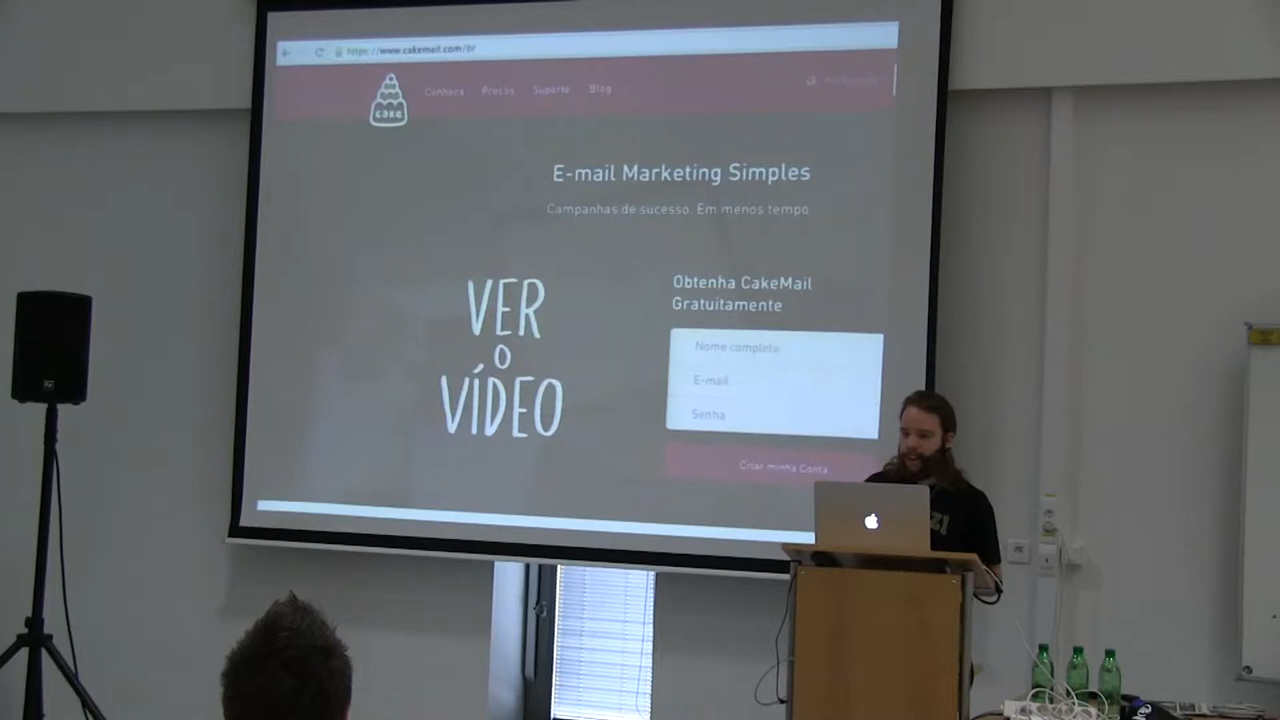 https://www.cakemail.com/br
cake
Conheça
Preços
Suporte
Blog
E-mail Marketing Simples
Campanhas de sucesso. Em menos tempo
VER
O
VÍDEO
Obtenha CakeMail
Gratuitamente
Nome completo
E-mail
Senha
Criar minha Conta
ZI